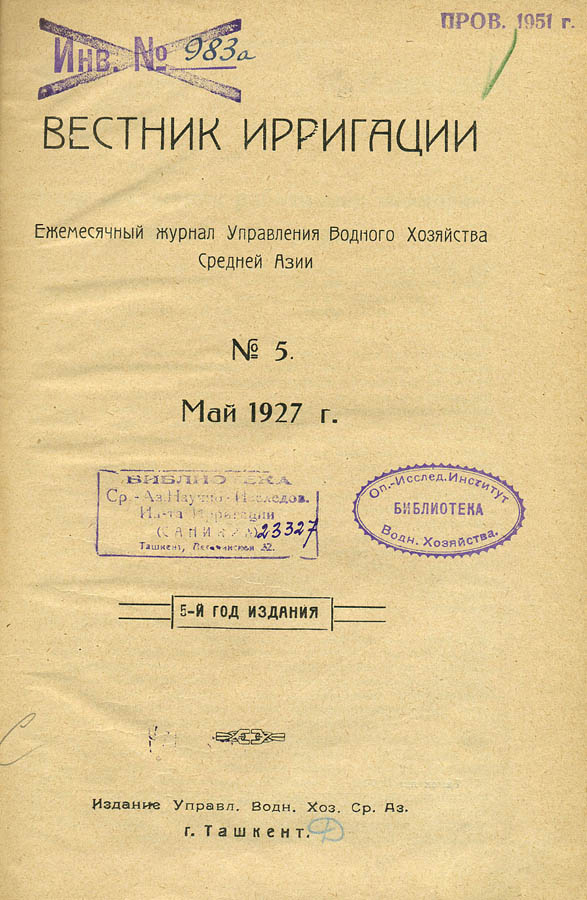 ПРОВ. 1951 г.
Инв. № 983а
ВЕСТНИК ИРРИГАЦИИ
Ежемесячный журнал Управления Водного Хозяйства
Средней Азии
№ 5.
Май 1927 г.
БИБЛИОТЕКА
Ср.-Аз. Научно-Исследов.
Ин-та Ирригации
23327
Ташкент,
Оп.-Исслед.Институт
БИБЛИОТЕКА
Водн. Хозяйства.
5-Й ГОД ИЗДАНИЯ
Издание Управл. Водн. Хоз. Ср. Аз.
г. Ташкент.